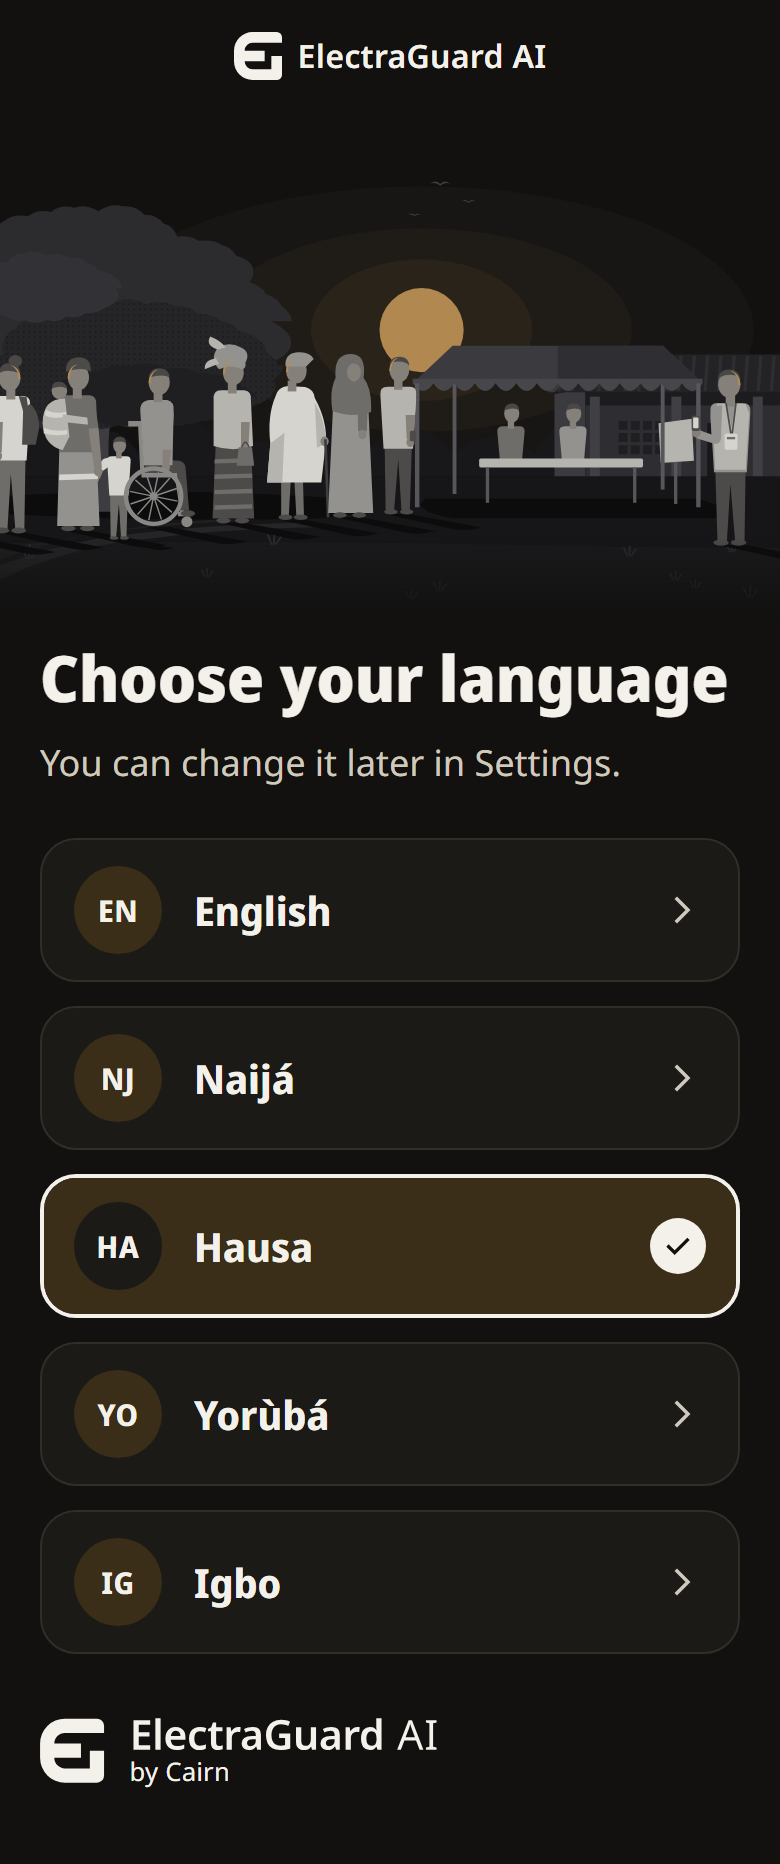 ElectraGuard AI
Choose your language
You can change it later in Settings.
EN English
NJ Naijá
HA Hausa
YO Yorùbá
IG Igbo
ElectraGuard AI
by Cairn